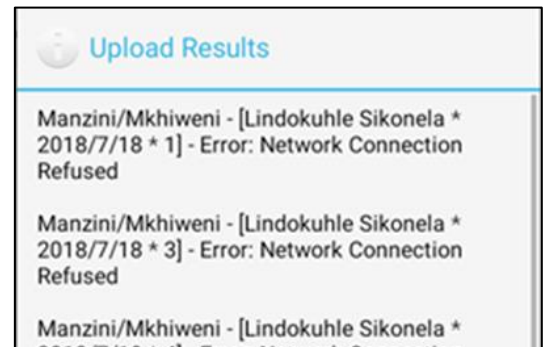 Upload Results
Manzini/Mkhiweni - [Lindokuhle Sikonela *
2018/7/18 * 1] - Error: Network Connection
Refused
Manzini/Mkhiweni - [Lindokuhle Sikonela *
2018/7/18 * 3] - Error: Network Connection
Refused
Manzini/Mkhiweni - [Lindokuhle Sikonela *